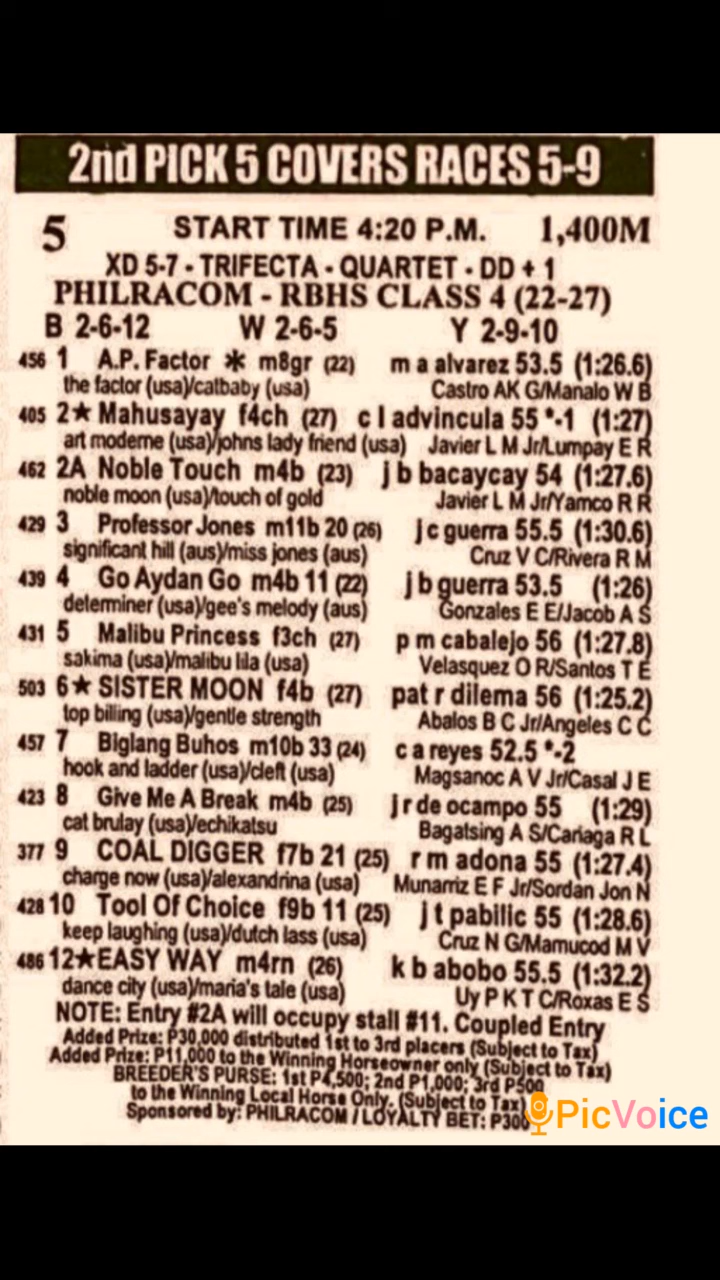 2nd PICK 5 COVERS RACES 5-9
5 START TIME 4:20 P.M. 1,400M
XD 5-7 - TRIFECTA - QUARTET - DD + 1
PHILRACOM - RBHS CLASS 4 (22-27)
B 2-6-12 W 2-6-5 Y 2-9-10
456 1 A.P. Factor * m8gr (22) m a alvarez 53.5 (1:26.6)
the factor (usa)/catbaby (usa) Castro AK G/Manalo W B
405 2★ Mahusayay f4ch (27) c l advincula 55 *-1 (1:27)
art moderne (usa)/johns lady friend (usa) Javier L M Jr/Lumpay E R
462 2A Noble Touch m4b (23) j b bacaycay 54 (1:27.6)
noble moon (usa)/touch of gold Javier L M Jr/Yamco R R
429 3 Professor Jones m11b 20 (26) j c guerra 55.5 (1:30.6)
significant hill (aus)/miss jones (aus) Cruz V C/Rivera R M
439 4 Go Aydan Go m4b 11 (22) j b guerra 53.5 (1:26)
determiner (usa)/gee's melody (aus) Gonzales E E/Jacob A S
431 5 Malibu Princess f3ch (27) p m cabalejo 56 (1:27.8)
sakima (usa)/malibu lila (usa) Velasquez O R/Santos T E
503 6★ SISTER MOON f4b (27) pat r dilema 56 (1:25.2)
top billing (usa)/gentle strength Abalos B C Jr/Angeles C C
457 7 Biglang Buhos m10b 33 (24) c a reyes 52.5 *-2
hook and ladder (usa)/cleft (usa) Magsanoc A V Jr/Casal J E
423 8 Give Me A Break m4b (25) j r de ocampo 55 (1:29)
cat brulay (usa)/echikatsu Bagatsing A S/Cariaga R L
377 9 COAL DIGGER f7b 21 (25) r m adona 55 (1:27.4)
charge now (usa)/alexandrina (usa) Munarriz E F Jr/Sordan Jon N
428 10 Tool Of Choice f9b 11 (25) j t pabilic 55 (1:28.6)
keep laughing (usa)/dutch lass (usa) Cruz N G/Mamucod M V
486 12★EASY WAY m4rn (26) k b abobo 55.5 (1:32.2)
dance city (usa)/maria's tale (usa) Uy P K T C/Roxas E S
NOTE: Entry #2A will occupy stall #11. Coupled Entry
Added Prize: P30,000 distributed 1st to 3rd placers (Subject to Tax)
Added Prize: P11,000 to the Winning Horseowner only (Subject to Tax)
BREEDER'S PURSE: 1st P4,500; 2nd P1,000; 3rd P500
to the Winning Local Horse Only. (Subject to Tax)
Sponsored by: PHILRACOM / LOYALTY BET: P300
PicVoice